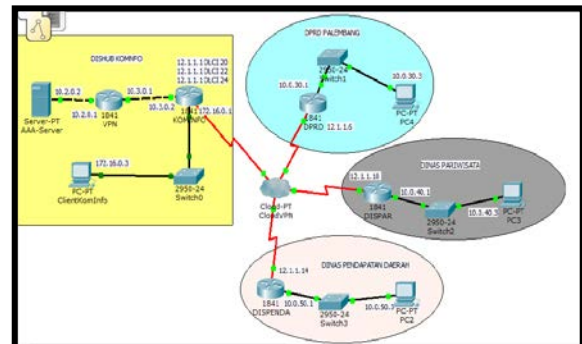 DISHUB KOMNFO
12.1.1.1 DLCI 20
12.1.1.1 DLCI 22
12.1.1.1 DLCI 24
10.2.0.2
10.3.0.1
10.2.0.1
10.3.0.2
172.16.0.1
Server-PT
AAA-Server
1841
VPN
1841
KOMINFO
172.16.0.3
PC-PT
ClientKomInfo
2950-24
Switch0
Cloud-PT
CloudVPN
DPRD PALEMBANG
2950-24
Switch1
10.0.30.1
10.0.30.3
1841
DPRD
12.1.1.6
PC-PT
PC4
DINAS PARIWISATA
12.1.1.10
10.0.40.1
10.0.40.3
1841
DISPAR
2950-24
Switch2
PC-PT
PC3
DINAS PENDAPATAN DAERAH
12.1.1.14
10.0.50.1
10.0.50.3
1841
DISPENDA
2950-24
Switch3
PC-PT
PC2